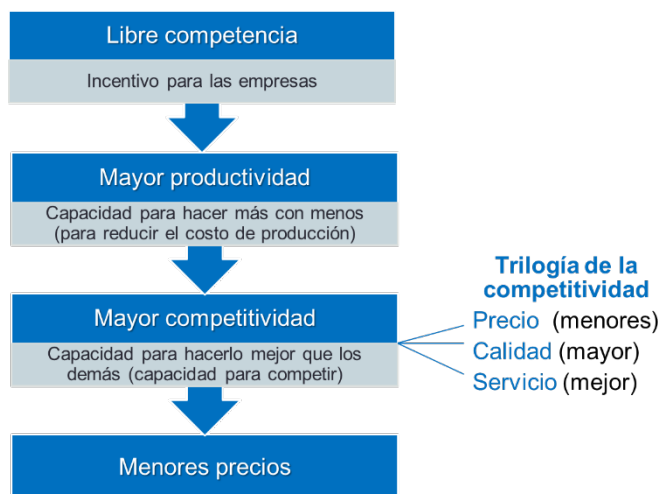 Libre competencia
Incentivo para las empresas
Mayor productividad
Capacidad para hacer más con menos
(para reducir el costo de producción)
Mayor competitividad
Capacidad para hacerlo mejor que los
demás (capacidad para competir)
Trilogía de la
competitividad
Precio (menores)
Calidad (mayor)
Servicio (mejor)
Menores precios